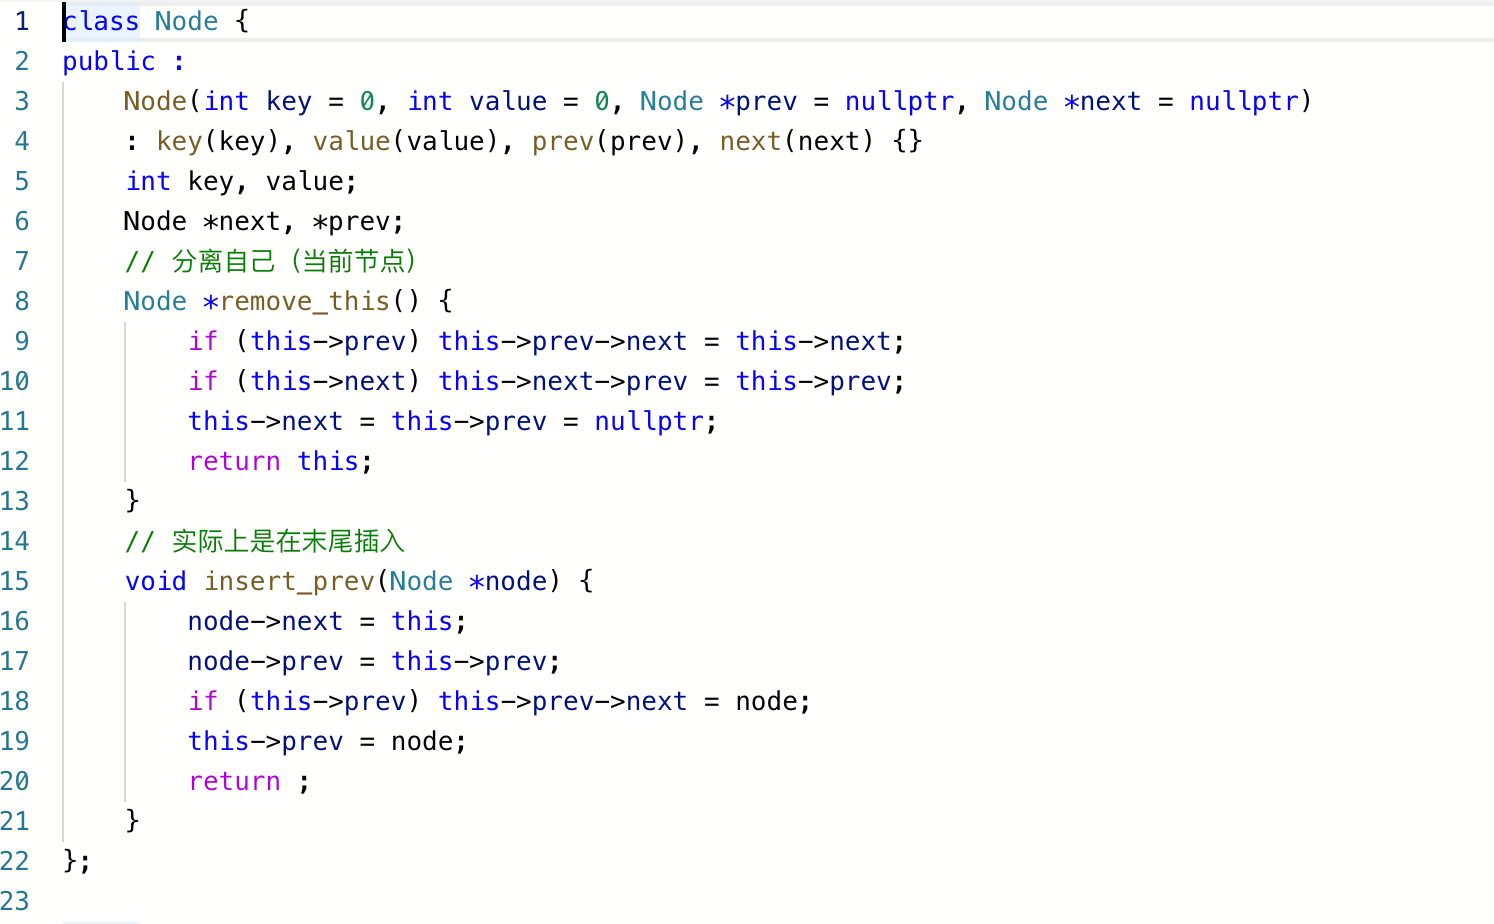 1 class Node {
2 public :
3     Node(int key = 0, int value = 0, Node *prev = nullptr, Node *next = nullptr)
4     : key(key), value(value), prev(prev), next(next) {}
5     int key, value;
6     Node *next, *prev;
7     // 分离自己（当前节点）
8     Node *remove_this() {
9         if (this->prev) this->prev->next = this->next;
10         if (this->next) this->next->prev = this->prev;
11         this->next = this->prev = nullptr;
12         return this;
13     }
14     // 实际上是在末尾插入
15     void insert_prev(Node *node) {
16         node->next = this;
17         node->prev = this->prev;
18         if (this->prev) this->prev->next = node;
19         this->prev = node;
20         return ;
21     }
22 };
23